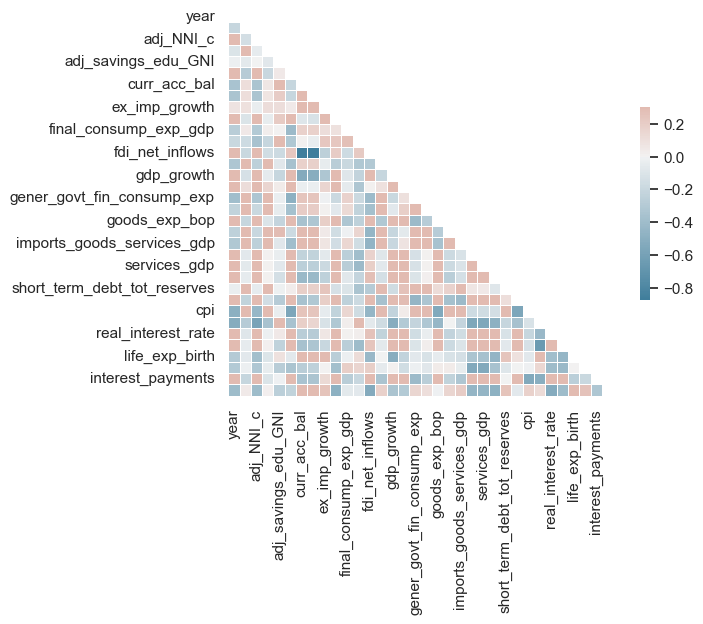 year
adj_NNI_c
adj_savings_edu_GNI
curr_acc_bal
ex_imp_growth
final_consump_exp_gdp
fdi_net_inflows
gdp_growth
gener_govt_fin_consump_exp
goods_exp_bop
imports_goods_services_gdp
services_gdp
short_term_debt_tot_reserves
cpi
real_interest_rate
life_exp_birth
interest_payments
0.2
0.0
−0.2
−0.4
−0.6
−0.8
year
adj_NNI_c
adj_savings_edu_GNI
curr_acc_bal
ex_imp_growth
final_consump_exp_gdp
fdi_net_inflows
gdp_growth
gener_govt_fin_consump_exp
goods_exp_bop
imports_goods_services_gdp
services_gdp
short_term_debt_tot_reserves
cpi
real_interest_rate
life_exp_birth
interest_payments